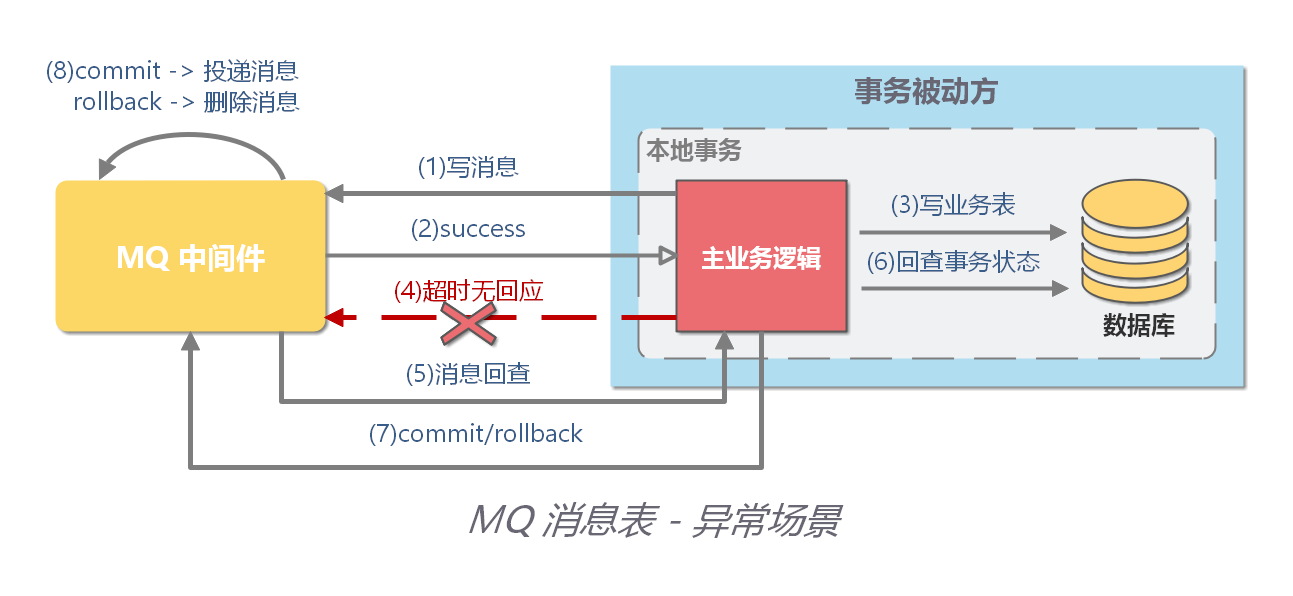 (8)commit -> 投递消息
rollback -> 删除消息
事务被动方
本地事务
(1)写消息
(2)success
(3)写业务表
MQ 中间件
主业务逻辑
(6)回查事务状态
(4)超时无回应
数据库
(5)消息回查
(7)commit/rollback
MQ 消息表 - 异常场景